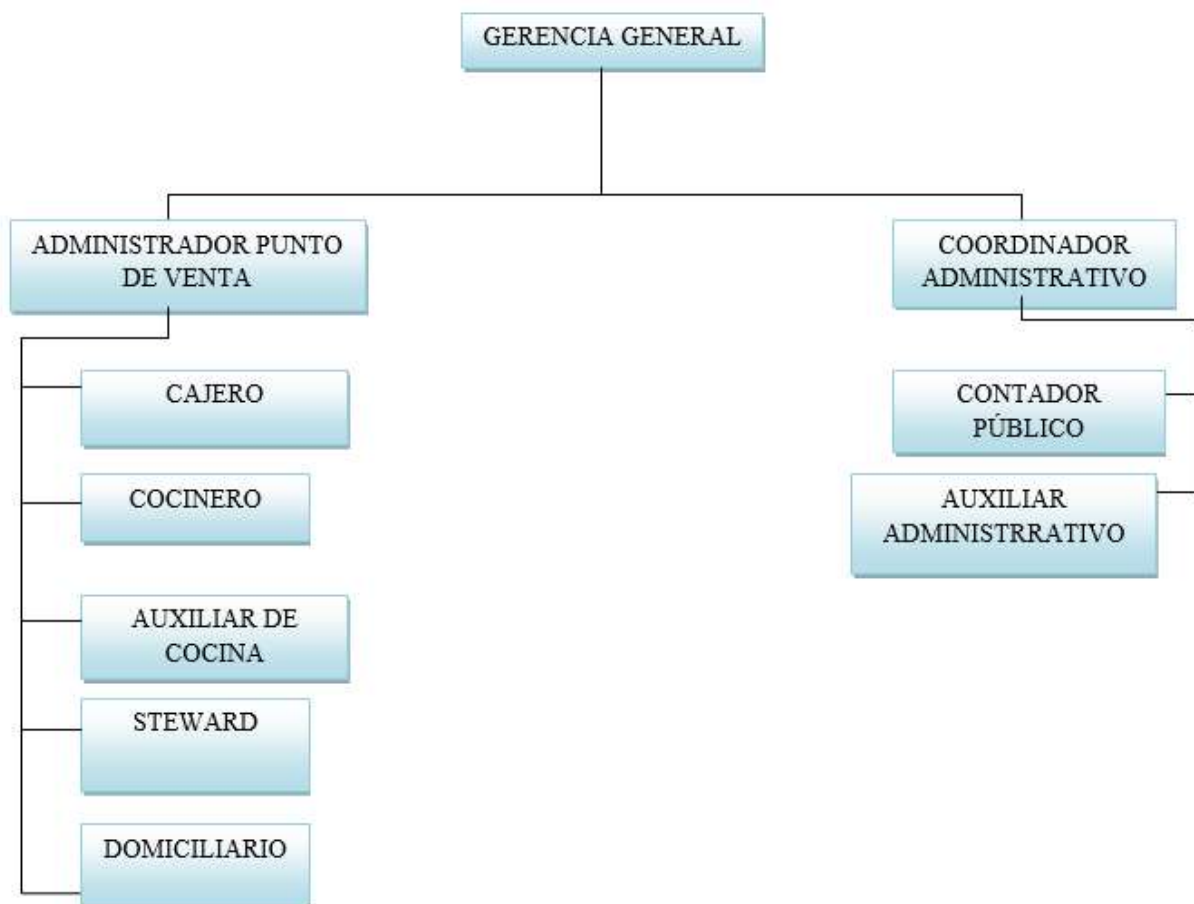 GERENCIA GENERAL
ADMINISTRADOR PUNTO
DE VENTA
CAJERO
COCINERO
AUXILIAR DE
COCINA
STEWARD
DOMICILIARIO
COORDINADOR
ADMINISTRATIVO
CONTADOR
PÚBLICO
AUXILIAR
ADMINISTRRATIVO